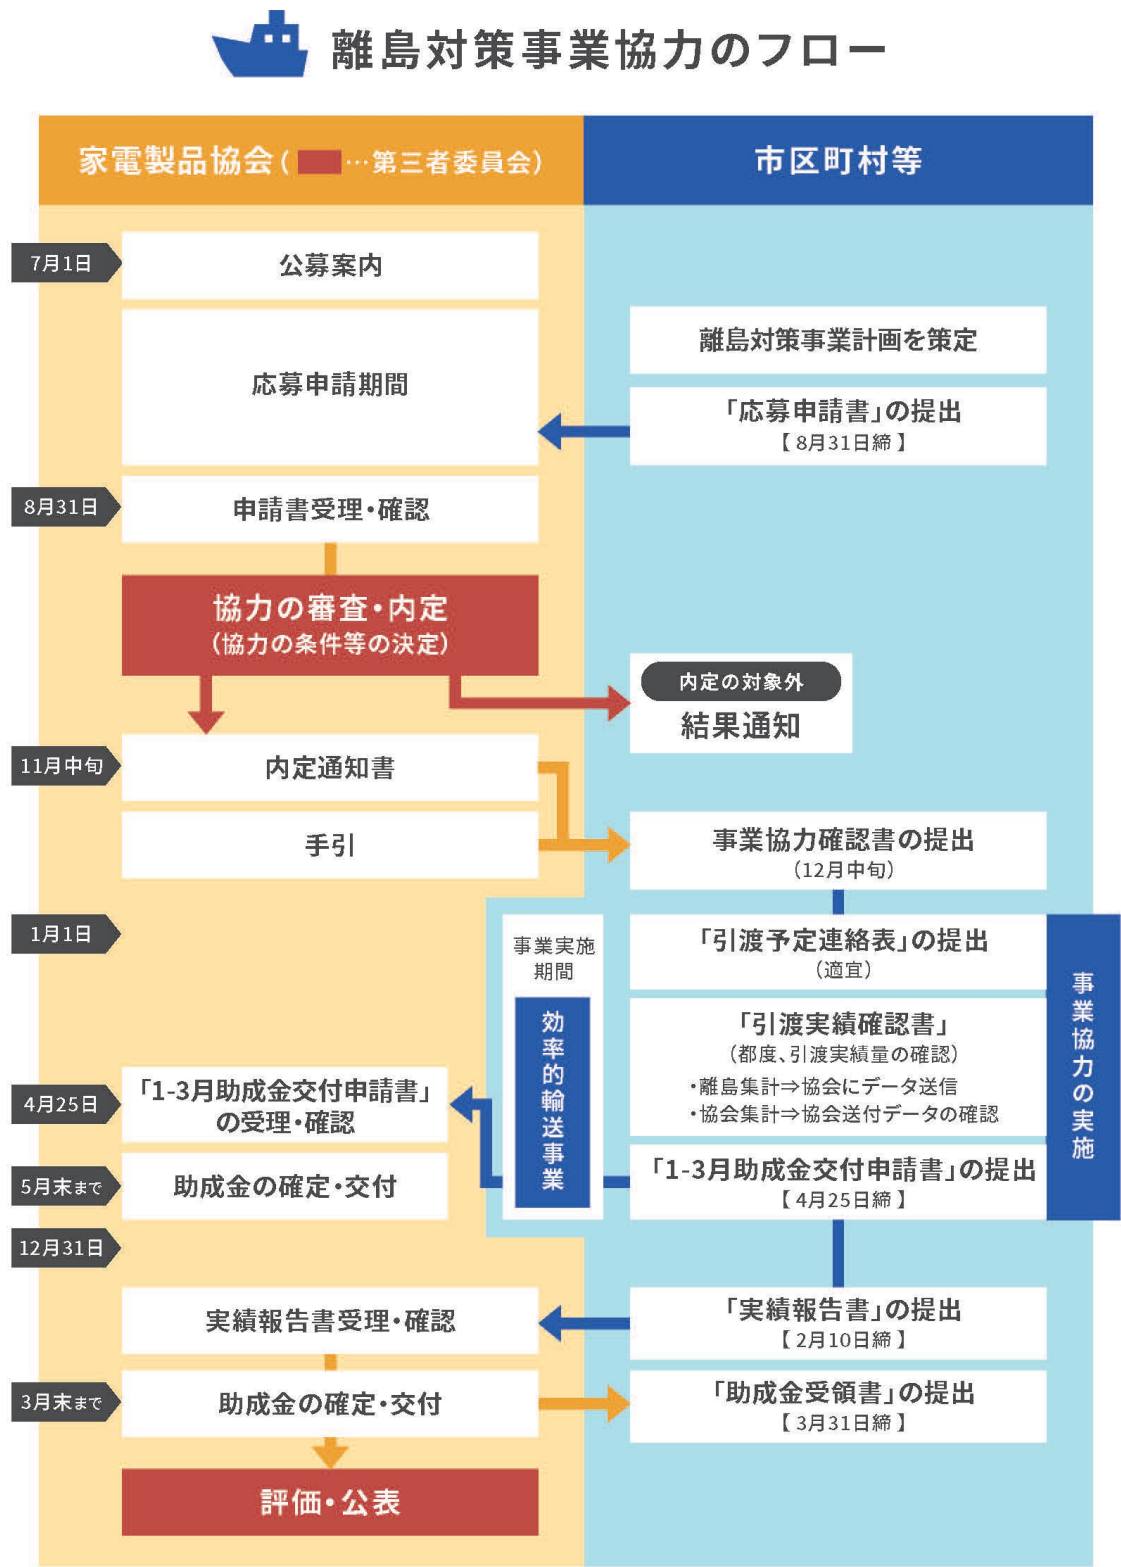 離島対策事業協力のフロー
家電製品協会( …第三者委員会)
市区町村等
7月1日
公募案内
応募申請期間
離島対策事業計画を策定
「応募申請書」の提出
【 8月31日締 】
8月31日
申請書受理・確認
協力の審査・内定
(協力の条件等の決定)
内定の対象外
結果通知
11月中旬
内定通知書
手引
事業協力確認書の提出
(12月中旬)
1月1日
事業実施
期間
効率的輸送事業
「引渡予定連絡表」の提出
(適宜)
「引渡実績確認書」
(都度、引渡実績量の確認)
・離島集計⇒協会にデータ送信
・協会集計⇒協会送付データの確認
事業協力の実施
4月25日
「1-3月助成金交付申請書」
の受理・確認
「1-3月助成金交付申請書」の提出
【 4月25日締 】
5月末まで
助成金の確定・交付
12月31日
実績報告書受理・確認
「実績報告書」の提出
【 2月10日締 】
3月末まで
助成金の確定・交付
「助成金受領書」の提出
【 3月31日締 】
評価・公表